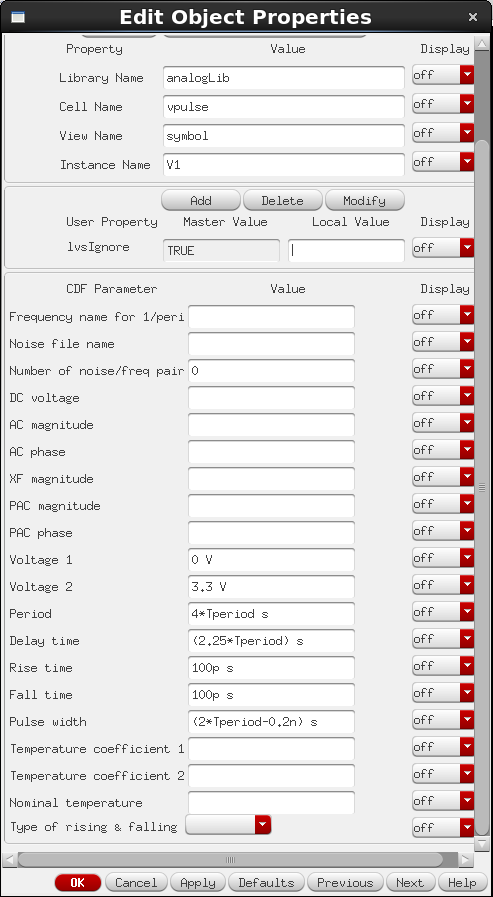 Edit Object Properties
Property Value Display
Library Name analogLib off
Cell Name vpulse off
View Name symbol off
Instance Name V1 off
Add Delete Modify
User Property Master Value Local Value Display
lvsIgnore TRUE off
CDF Parameter Value Display
Frequency name for 1/peri off
Noise file name off
Number of noise/freq pair 0 off
DC voltage off
AC magnitude off
AC phase off
XF magnitude off
PAC magnitude off
PAC phase off
Voltage 1 0 V off
Voltage 2 3.3 V off
Period 4*Tperiod s off
Delay time (2.25*Tperiod) s off
Rise time 100p s off
Fall time 100p s off
Pulse width (2*Tperiod-0.2n) s off
Temperature coefficient 1 off
Temperature coefficient 2 off
Nominal temperature off
Type of rising & falling off
OK Cancel Apply Defaults Previous Next Help